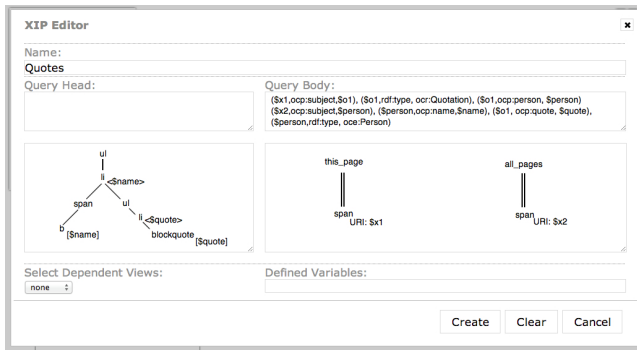 XIP Editor
Name:
Quotes
Query Head:
Query Body:
($x1,ocp:subject,$o1), ($o1,rdf:type, ocr:Quotation), ($o1,ocp:person, $person)
($x2,ocp:subject,$person), ($person,ocp:name,$name), ($o1, ocp:quote, $quote),
($person,rdf:type, oce:Person)
ul
li <$name>
span ul
b [$name] li <$quote>
blockquote [$quote]
this_page all_pages
span URI: $x1 span URI: $x2
Select Dependent Views:
none
Defined Variables:
Create Clear Cancel